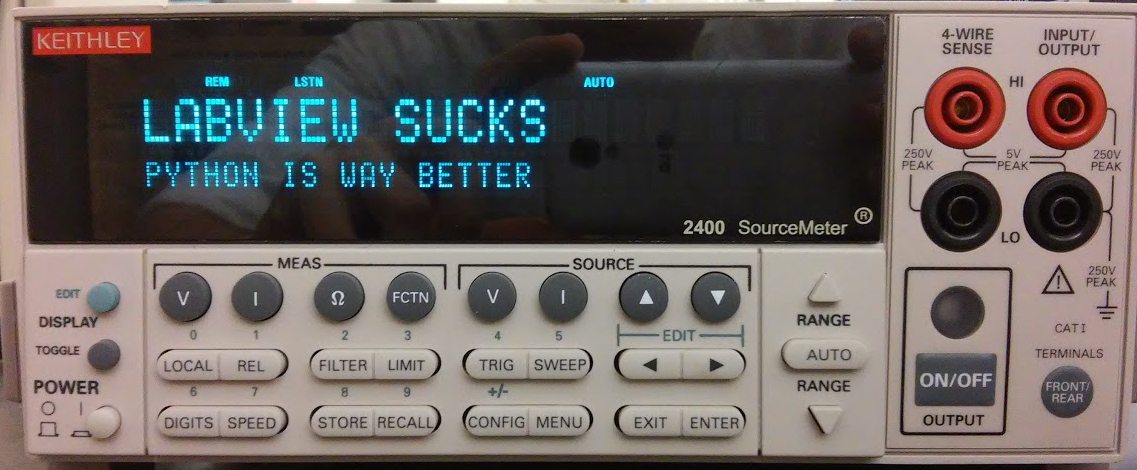 KEITHLEY
REM LSTN AUTO
LABVIEW SUCKS
PYTHON IS WAY BETTER
2400 SourceMeter ®
4-WIRE SENSE
INPUT/OUTPUT
HI
250V PEAK
5V PEAK
250V PEAK
LO
250V PEAK
CAT I
TERMINALS
FRONT/REAR
ON/OFF
OUTPUT
EDIT
DISPLAY
TOGGLE
POWER
MEAS
V I Ω FCTN
0 1 2 3
LOCAL REL FILTER LIMIT
6 7 8 9
DIGITS SPEED STORE RECALL
SOURCE
V I ▲ ▼
4 5 EDIT
TRIG SWEEP ◀ ▶
+/-
CONFIG MENU EXIT ENTER
RANGE
AUTO
RANGE